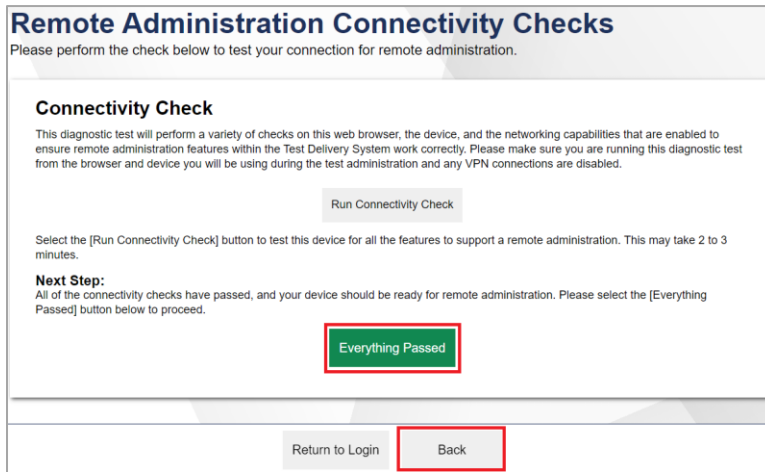 Remote Administration Connectivity Checks
Please perform the check below to test your connection for remote administration.
Connectivity Check
This diagnostic test will perform a variety of checks on this web browser, the device, and the networking capabilities that are enabled to
ensure remote administration features within the Test Delivery System work correctly. Please make sure you are running this diagnostic test
from the browser and device you will be using during the test administration and any VPN connections are disabled.
Run Connectivity Check
Select the [Run Connectivity Check] button to test this device for all the features to support a remote administration. This may take 2 to 3
minutes.
Next Step:
All of the connectivity checks have passed, and your device should be ready for remote administration. Please select the [Everything
Passed] button below to proceed.
Everything Passed
Return to Login Back